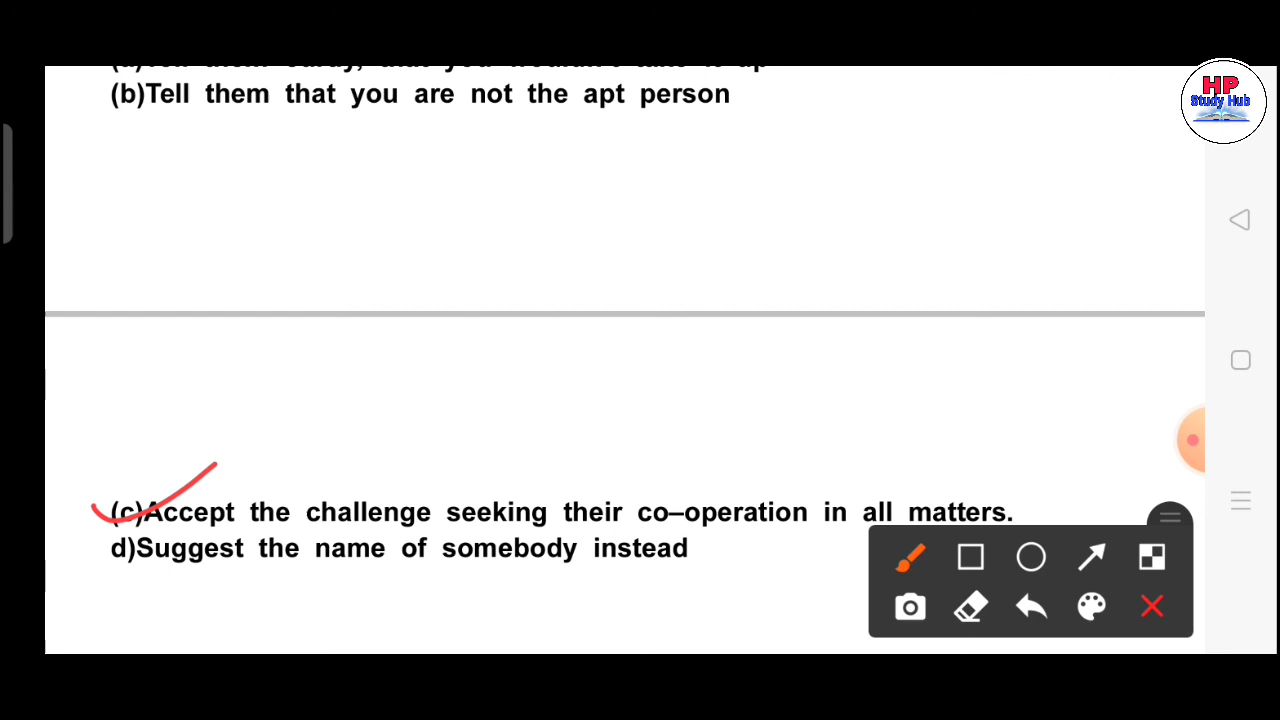 (b)Tell them that you are not the apt person
HP
Study Hub
(c)Accept the challenge seeking their co–operation in all matters.
d)Suggest the name of somebody instead